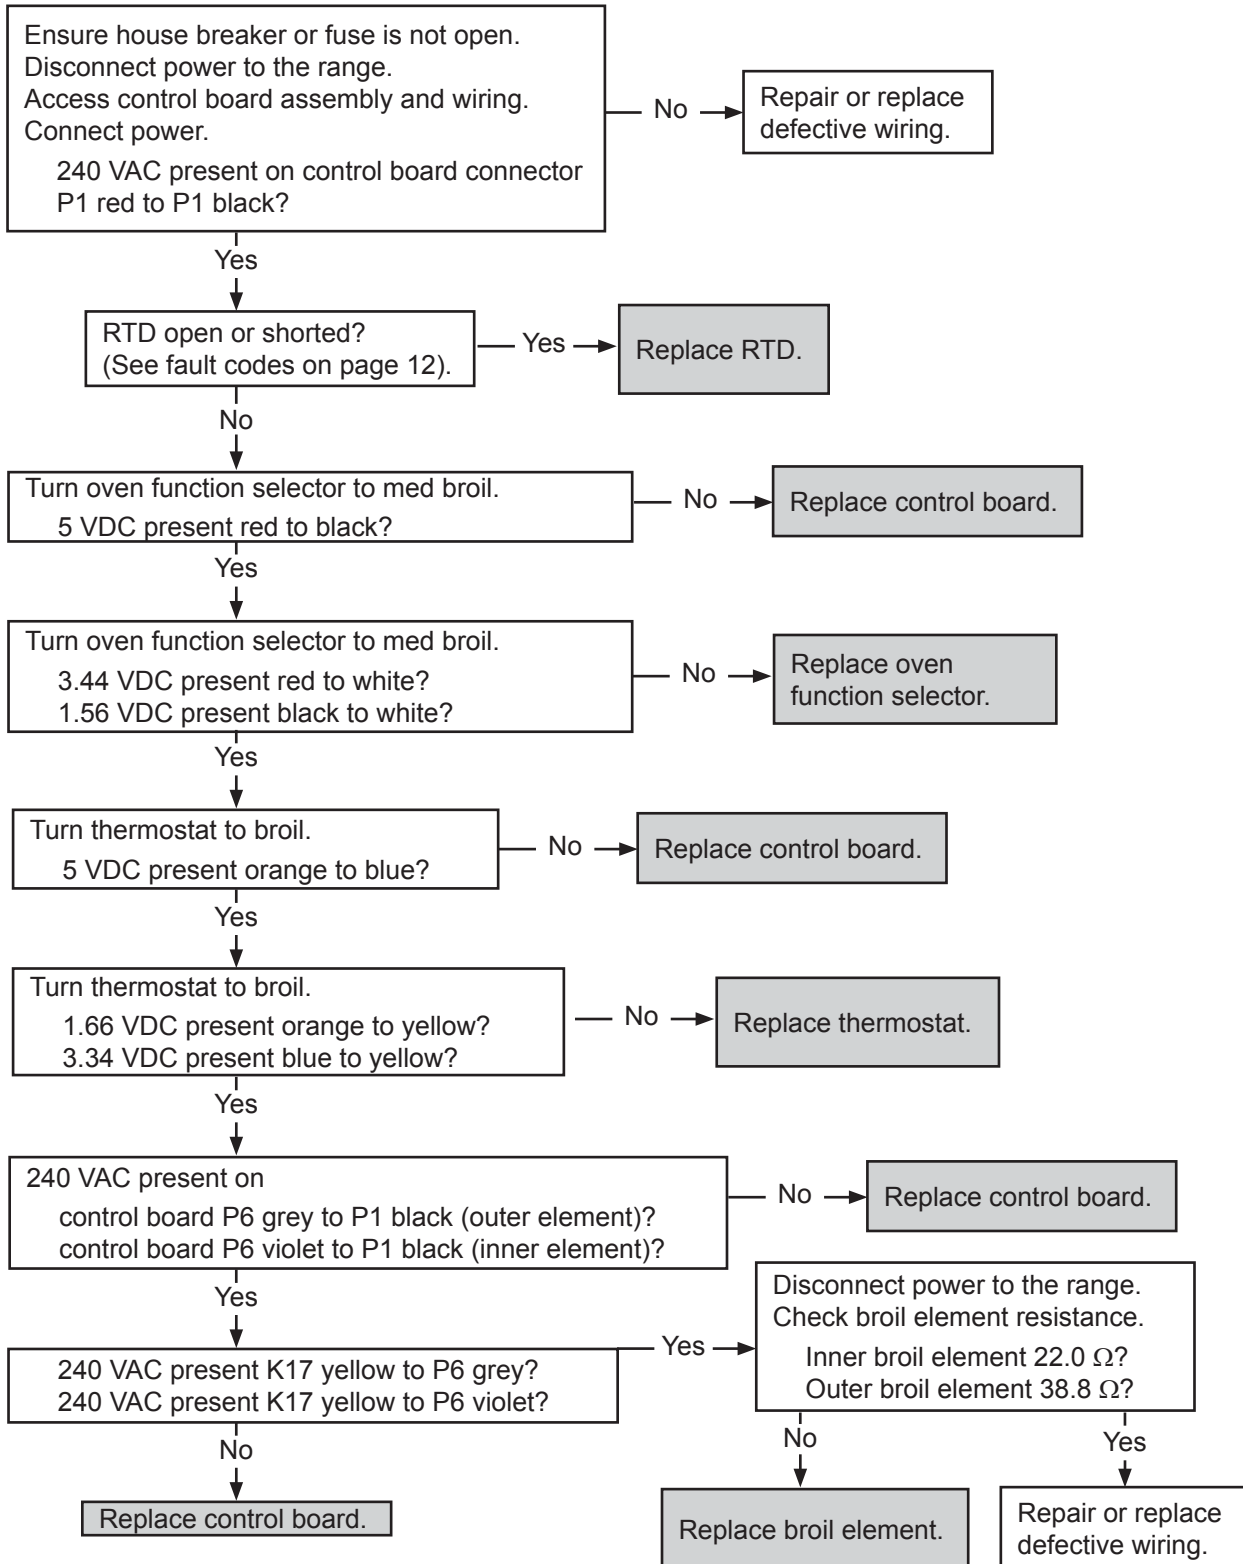 Ensure house breaker or fuse is not open.
Disconnect power to the range.
Access control board assembly and wiring.
Connect power.
240 VAC present on control board connector
P1 red to P1 black?
No
Repair or replace
defective wiring.
Yes
RTD open or shorted?
(See fault codes on page 12).
Yes
Replace RTD.
No
Turn oven function selector to med broil.
5 VDC present red to black?
No
Replace control board.
Yes
Turn oven function selector to med broil.
3.44 VDC present red to white?
1.56 VDC present black to white?
No
Replace oven
function selector.
Yes
Turn thermostat to broil.
5 VDC present orange to blue?
No
Replace control board.
Yes
Turn thermostat to broil.
1.66 VDC present orange to yellow?
3.34 VDC present blue to yellow?
No
Replace thermostat.
Yes
240 VAC present on
control board P6 grey to P1 black (outer element)?
control board P6 violet to P1 black (inner element)?
No
Replace control board.
Yes
240 VAC present K17 yellow to P6 grey?
240 VAC present K17 yellow to P6 violet?
Yes
Disconnect power to the range.
Check broil element resistance.
Inner broil element 22.0 Ω?
Outer broil element 38.8 Ω?
No
Replace control board.
No
Replace broil element.
Yes
Repair or replace
defective wiring.